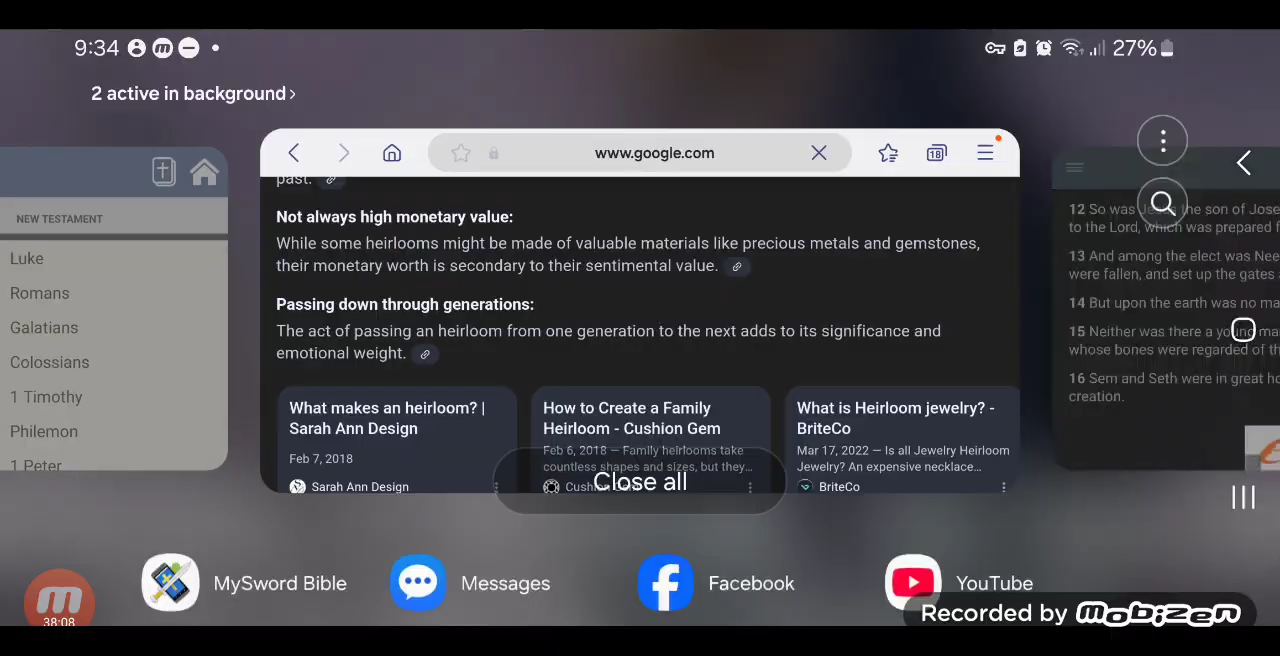 9:34
27%
2 active in background
18
www.google.com
past.
Not always high monetary value:
While some heirlooms might be made of valuable materials like precious metals and gemstones,
their monetary worth is secondary to their sentimental value.
Passing down through generations:
The act of passing an heirloom from one generation to the next adds to its significance and
emotional weight.
What makes an heirloom? |
Sarah Ann Design
Feb 7, 2018
Sarah Ann Design
How to Create a Family
Heirloom - Cushion Gem
Feb 6, 2018 — Family heirlooms take
countless shapes and sizes, but they...
Cushion
What is Heirloom jewelry? -
BriteCo
Mar 17, 2022 — Is all Jewelry Heirloom
Jewelry? An expensive necklace...
BriteCo
Close all
NEW TESTAMENT
Luke
Romans
Galatians
Colossians
1 Timothy
Philemon
1 Peter
12 So was Jesus the son of Jose
to the Lord, which was prepared f
13 And among the elect was Nee
were fallen, and set up the gates
14 But upon the earth was no ma
15 Neither was there a young ma
whose bones were regarded of th
16 Sem and Seth were in great ho
creation.
MySword Bible
Messages
Facebook
YouTube
38:08
Recorded by mobizen